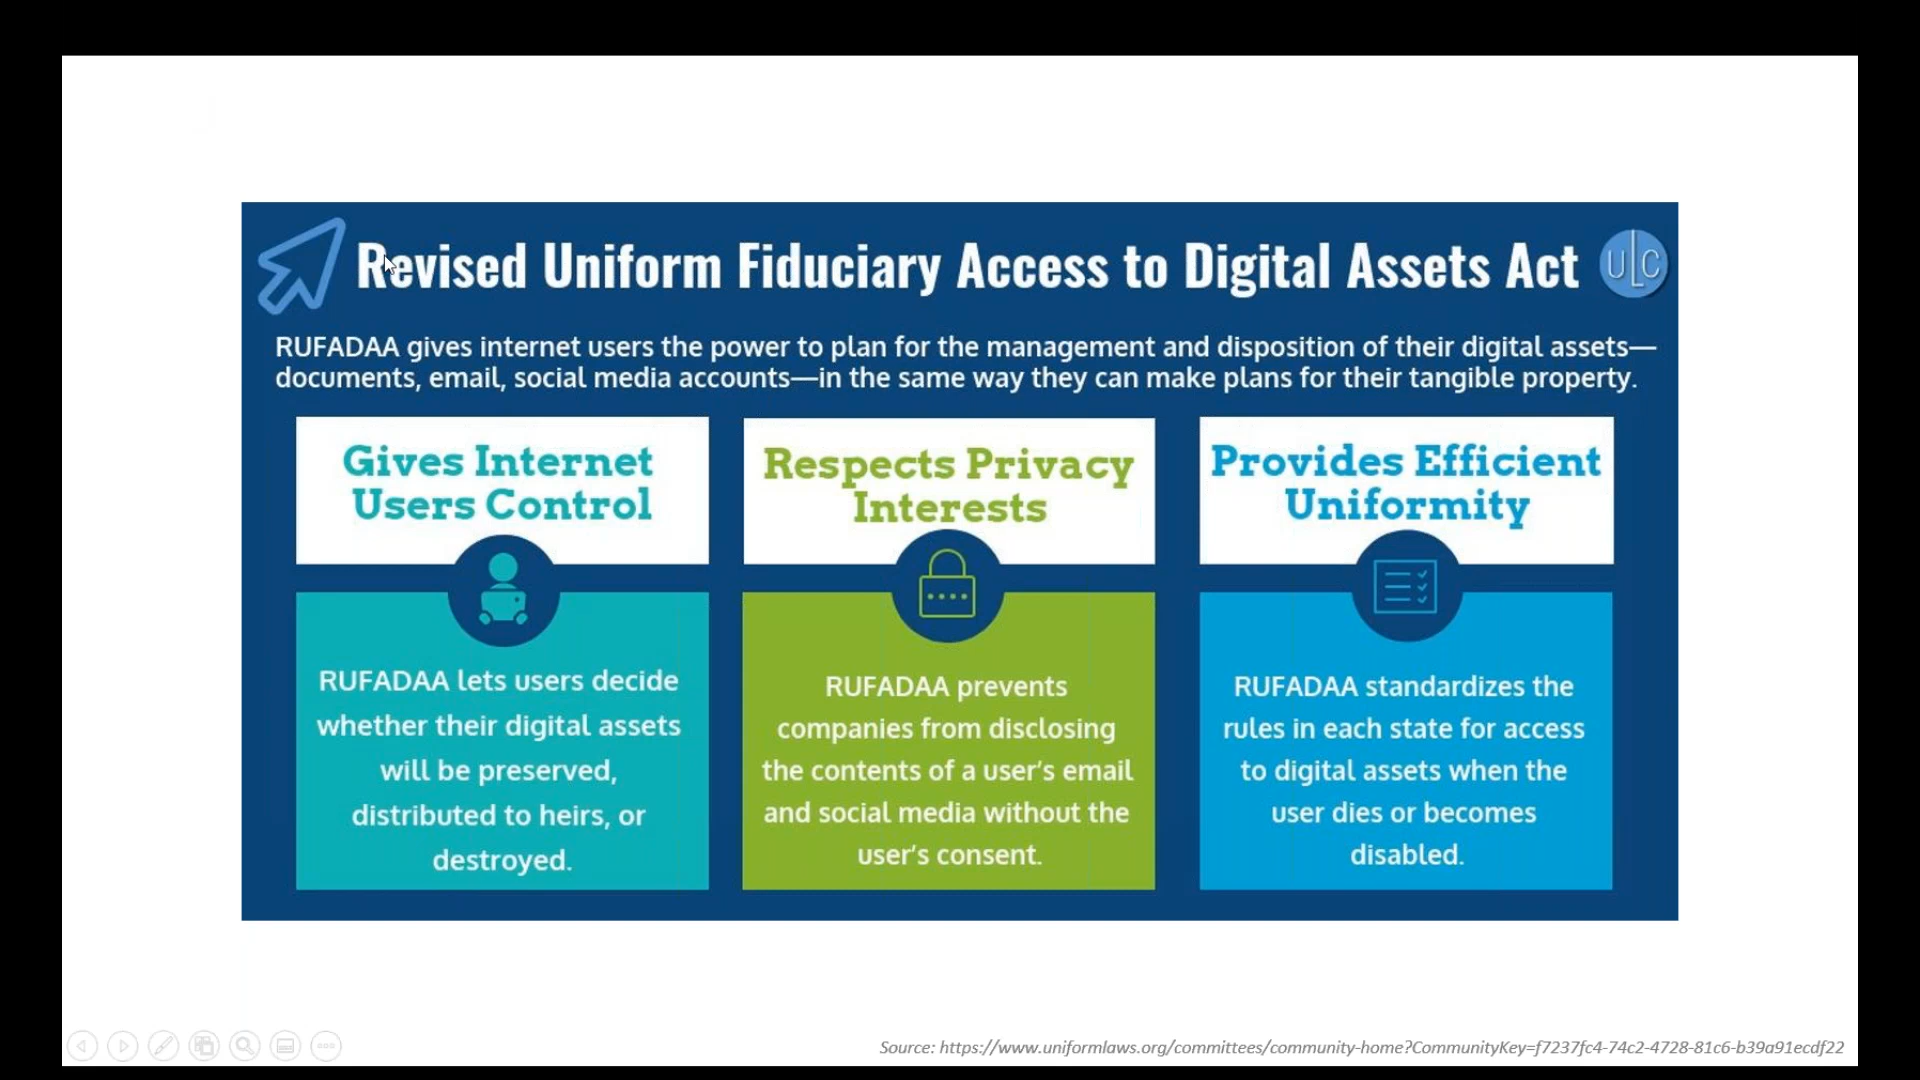 Revised Uniform Fiduciary Access to Digital Assets Act
ULC
RUFADAA gives internet users the power to plan for the management and disposition of their digital assets—
documents, email, social media accounts—in the same way they can make plans for their tangible property.
Gives Internet
Users Control
RUFADAA lets users decide
whether their digital assets
will be preserved,
distributed to heirs, or
destroyed.
Respects Privacy
Interests
RUFADAA prevents
companies from disclosing
the contents of a user's email
and social media without the
user's consent.
Provides Efficient
Uniformity
RUFADAA standardizes the
rules in each state for access
to digital assets when the
user dies or becomes
disabled.
Source: https://www.uniformlaws.org/committees/community-home?CommunityKey=f7237fc4-74c2-4728-81c6-b39a91ecdf22